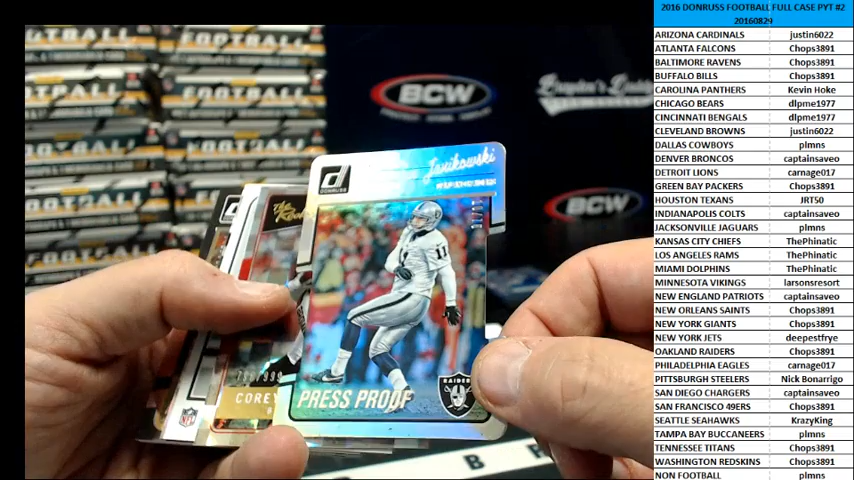 2016 DONRUSS FOOTBALL FULL CASE PYT #2
20160829
ARIZONA CARDINALS justin6022
ATLANTA FALCONS Chops3891
BALTIMORE RAVENS Chops3891
BUFFALO BILLS Chops3891
CAROLINA PANTHERS Kevin Hoke
CHICAGO BEARS dlpme1977
CINCINNATI BENGALS dlpme1977
CLEVELAND BROWNS justin6022
DALLAS COWBOYS plmns
DENVER BRONCOS captainsaveo
DETROIT LIONS carnage017
GREEN BAY PACKERS Chops3891
HOUSTON TEXANS JRT50
INDIANAPOLIS COLTS captainsaveo
JACKSONVILLE JAGUARS plmns
KANSAS CITY CHIEFS ThePhinatic
LOS ANGELES RAMS ThePhinatic
MIAMI DOLPHINS ThePhinatic
MINNESOTA VIKINGS larsonsresort
NEW ENGLAND PATRIOTS captainsaveo
NEW ORLEANS SAINTS Chops3891
NEW YORK GIANTS Chops3891
NEW YORK JETS deepestfrye
OAKLAND RAIDERS Chops3891
PHILADELPHIA EAGLES carnage017
PITTSBURGH STEELERS Nick Bonarrigo
SAN DIEGO CHARGERS captainsaveo
SAN FRANCISCO 49ERS Chops3891
SEATTLE SEAHAWKS KrazyKing
TAMPA BAY BUCCANEERS plmns
TENNESSEE TITANS Chops3891
WASHINGTON REDSKINS Chops3891
NON FOOTBALL plmns
FOOTBALL
BCW
BCW
Janikowski
DONRUSS
The Rookies
11
RAIDERS
PRESS PROOF
COREY
NFL